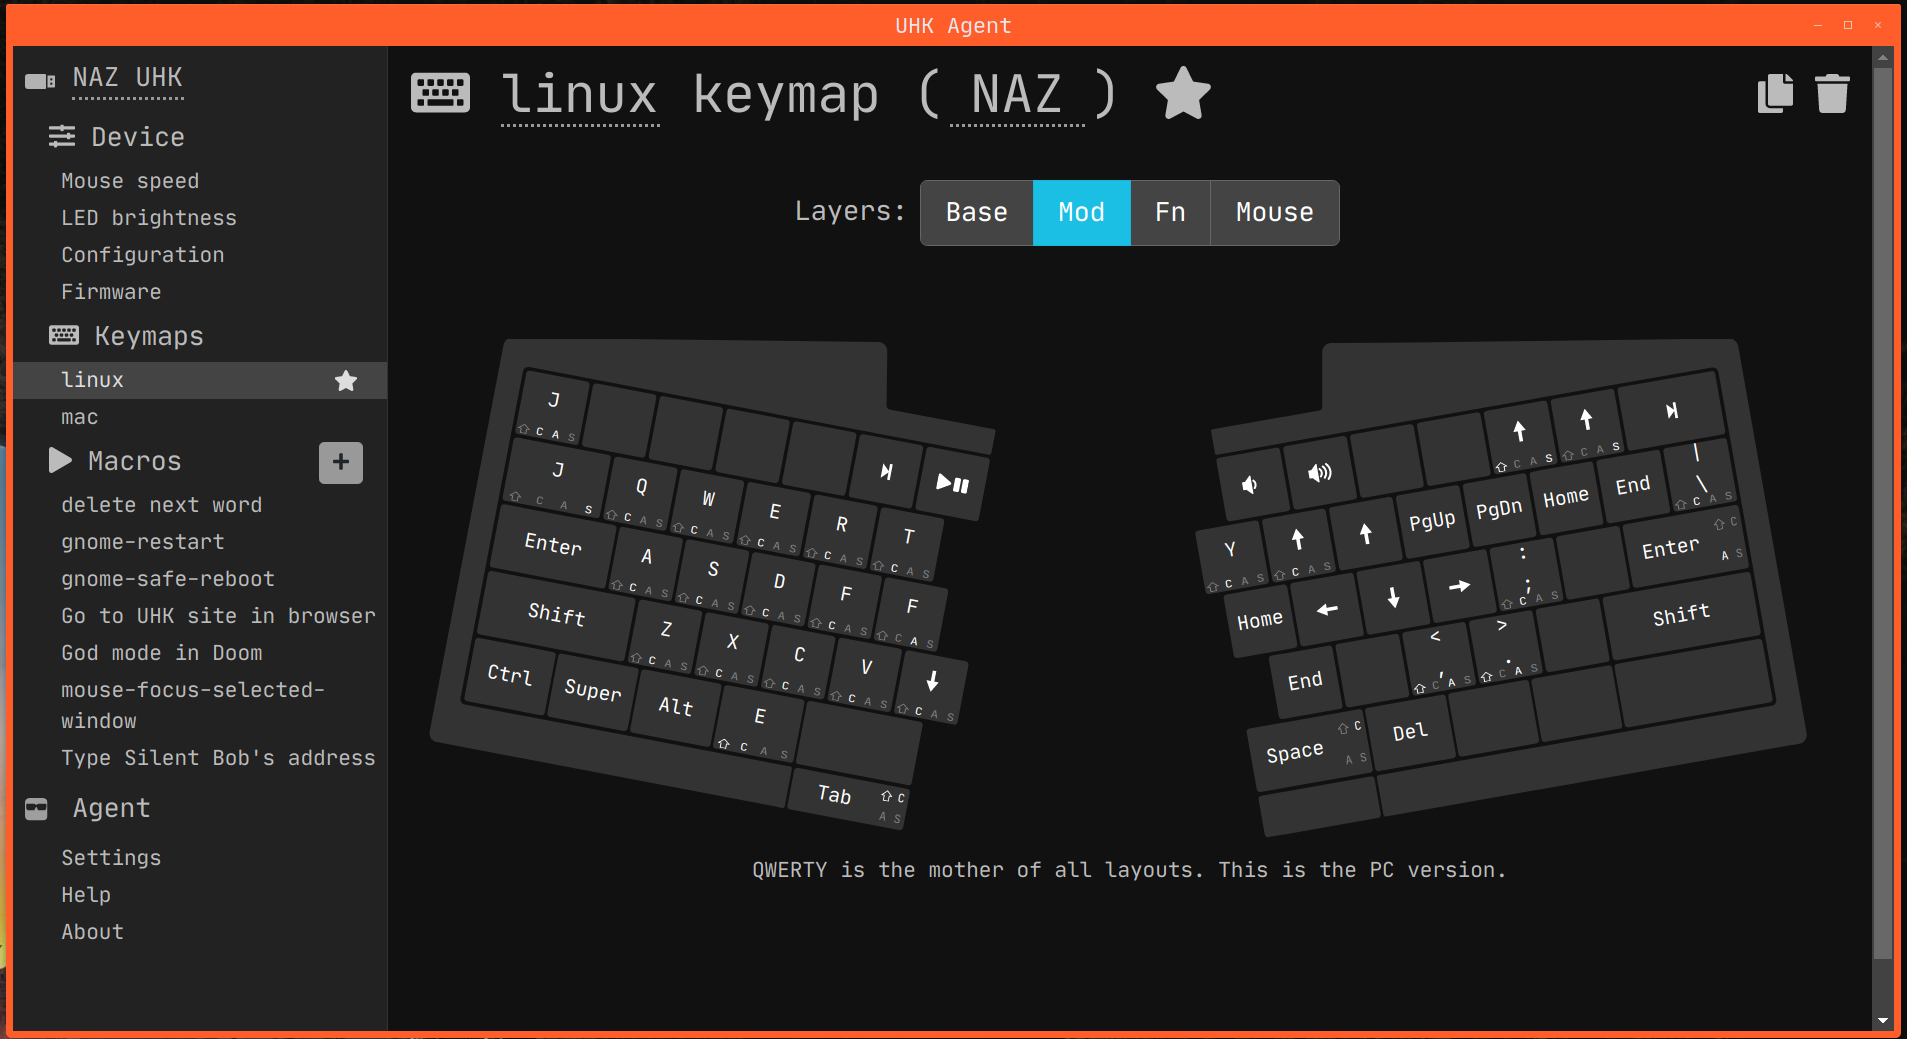 UHK Agent
NAZ UHK
Device
Mouse speed
LED brightness
Configuration
Firmware
Keymaps
linux
mac
Macros
+
delete next word
gnome-restart
gnome-safe-reboot
Go to UHK site in browser
God mode in Doom
mouse-focus-selected-
window
Type Silent Bob's address
Agent
Settings
Help
About
linux keymap ( NAZ )
Layers: Base Mod Fn Mouse
J
C A S
J
C A S
Q
C A S
W
C A S
E
C A S
R
C A S
T
C A S
Enter
A
C A S
S
C A S
D
C A S
F
C A S
F
C A S
Shift
Z
C A S
X
C A S
C
C A S
V
C A S
C A S
Ctrl
Super
Alt
E
C A S
Tab
C
A S
C A S
C A S
Y
C A S
C A S
PgUp
PgDn
Home
End
|
\
C A S
Home
:
;
C A S
Enter
C
A S
End
<
,
C A S
>
.
C A S
Shift
Space
C
A S
Del
QWERTY is the mother of all layouts. This is the PC version.